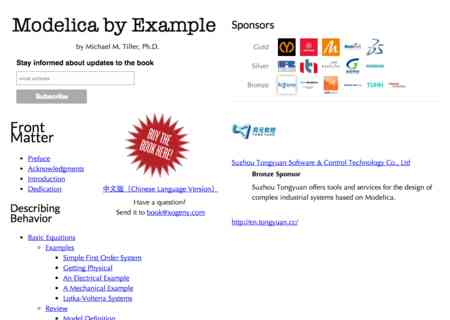 Modelica by Example
by Michael M. Tiller, Ph.D.
Stay informed about updates to the book
email address
Subscribe
Front
Matter
Preface
Acknowledgments
Introduction
Dedication
BUY THE
BOOK HERE!
中文版 (Chinese Language Version)
Have a question?
Send it to book@xogeny.com
Describing
Behavior
Basic Equations
Examples
Simple First Order System
Getting Physical
An Electrical Example
A Mechanical Example
Lotka-Volterra Systems
Review
Model Definition
Sponsors
Gold
Silver
Bronze
Suzhou Tongyuan Software & Control Technology Co., Ltd
Bronze Sponsor
Suzhou Tongyuan offers tools and services for the design of
complex industrial systems based on Modelica.
http://en.tongyuan.cc/